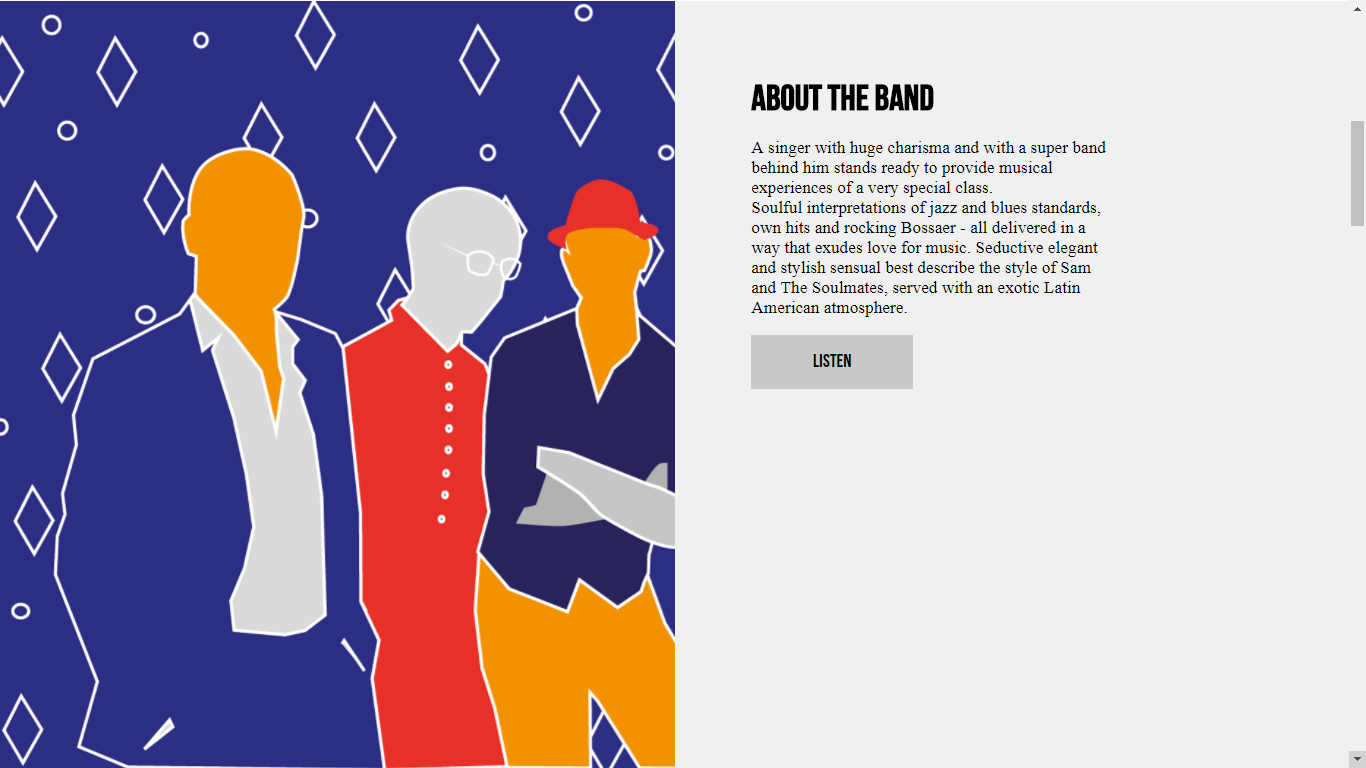 ABOUT THE BAND
A singer with huge charisma and with a super band
behind him stands ready to provide musical
experiences of a very special class.
Soulful interpretations of jazz and blues standards,
own hits and rocking Bossaer - all delivered in a
way that exudes love for music. Seductive elegant
and stylish sensual best describe the style of Sam
and The Soulmates, served with an exotic Latin
American atmosphere.
LISTEN